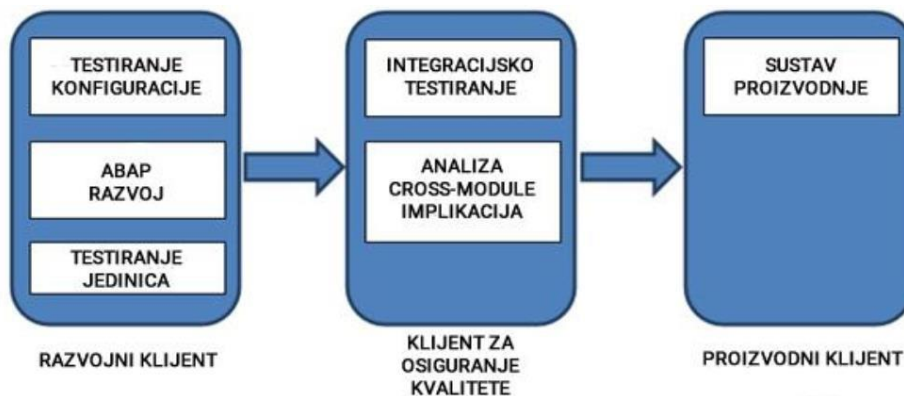 TESTIRANJE
KONFIGURACIJE
ABAP
RAZVOJ
TESTIRANJE
JEDINICA
RAZVOJNI KLIJENT
INTEGRACIJSKO
TESTIRANJE
ANALIZA
CROSS-MODULE
IMPLIKACIJA
KLIJENT ZA
OSIGURANJE
KVALITETE
SUSTAV
PROIZVODNJE
PROIZVODNI KLIJENT